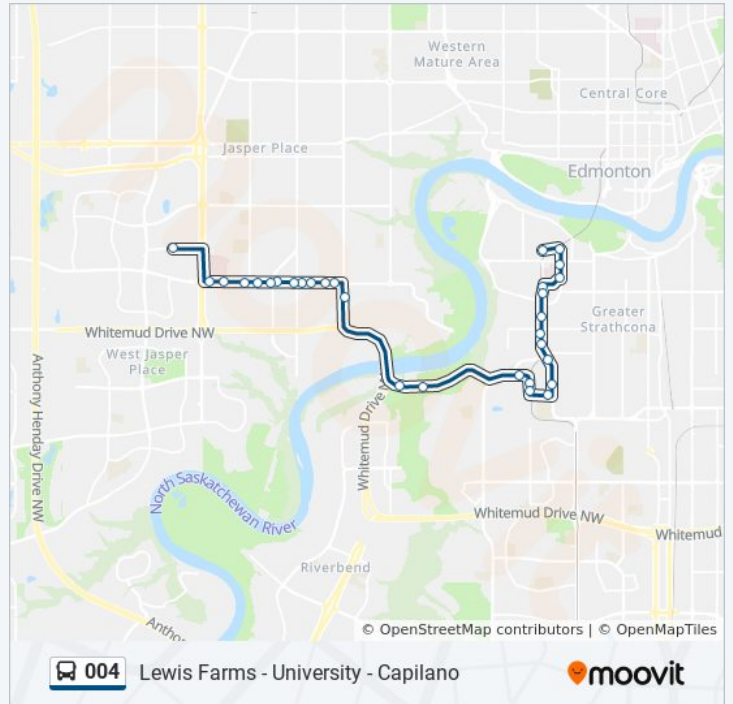 Western
Mature Area
Central Core
Jasper Place
Edmonton
Greater
Strathcona
Whitemud Drive NW
West Jasper
Place
Anthony Henday Drive NW
Whitemud Drive N
North Saskatchewan River
Whitemud Drive NW
Whitemud
Riverbend
Antho
© OpenStreetMap contributors | © OpenMapTiles
004 Lewis Farms - University - Capilano
moovit